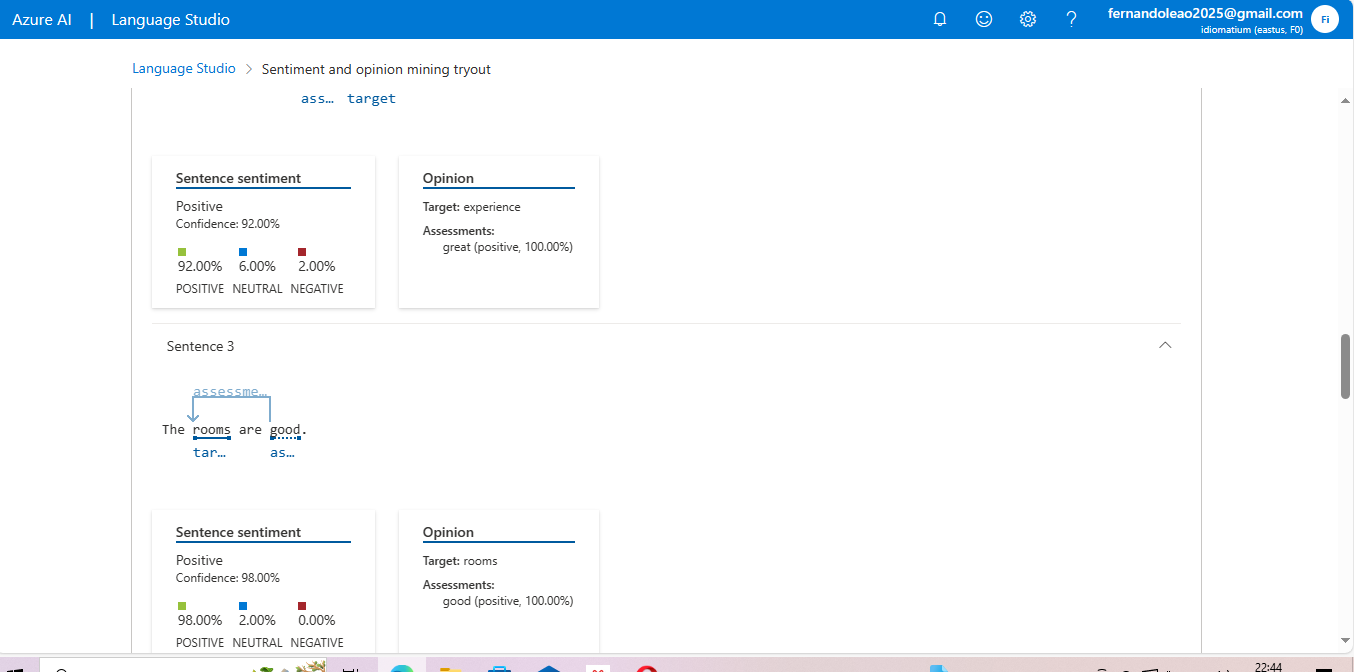 Azure AI | Language Studio
fernandoleao2025@gmail.com
idiomatium (eastus, F0)
Fi
Language Studio > Sentiment and opinion mining tryout
ass... target
Sentence sentiment
Positive
Confidence: 92.00%
92.00% 6.00% 2.00%
POSITIVE NEUTRAL NEGATIVE
Opinion
Target: experience
Assessments:
great (positive, 100.00%)
Sentence 3
assessme...
The rooms are good.
tar... as...
Sentence sentiment
Positive
Confidence: 98.00%
98.00% 2.00% 0.00%
POSITIVE NEUTRAL NEGATIVE
Opinion
Target: rooms
Assessments:
good (positive, 100.00%)
22:44